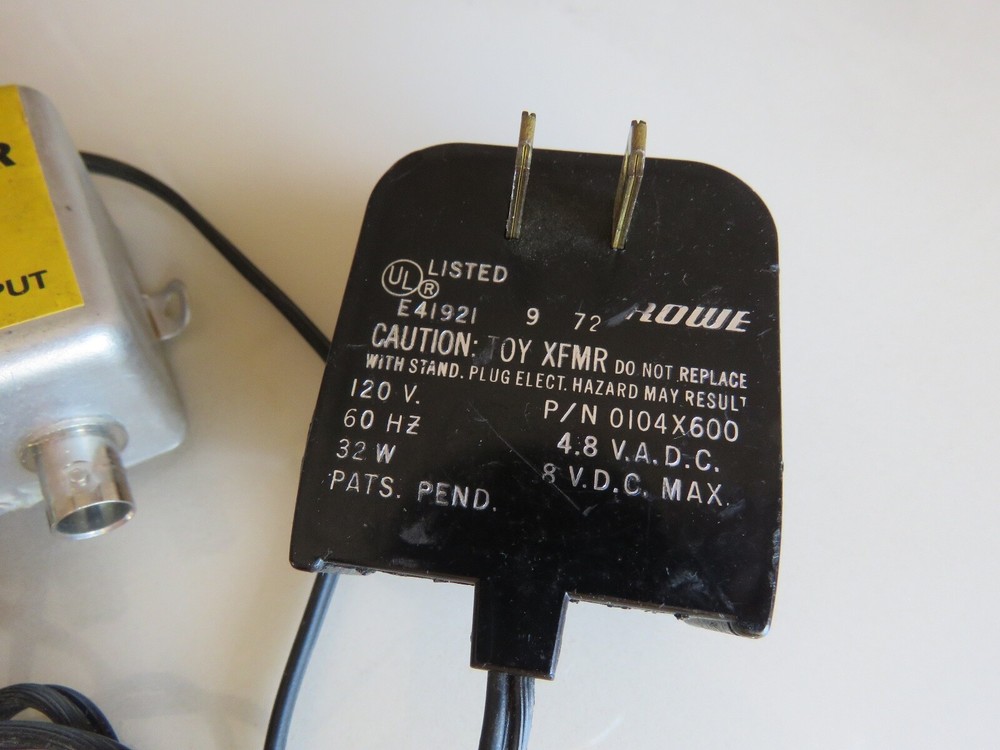 R
PUT
UL LISTED
R
E41921 9 72 ROWE
CAUTION: TOY XFMR DO NOT REPLACE
WITH STAND. PLUG ELECT. HAZARD MAY RESULT
120 V. P/N 0104X600
60 HZ 4.8 V.A.D.C.
32 W 8 V.D.C. MAX.
PATS. PEND.